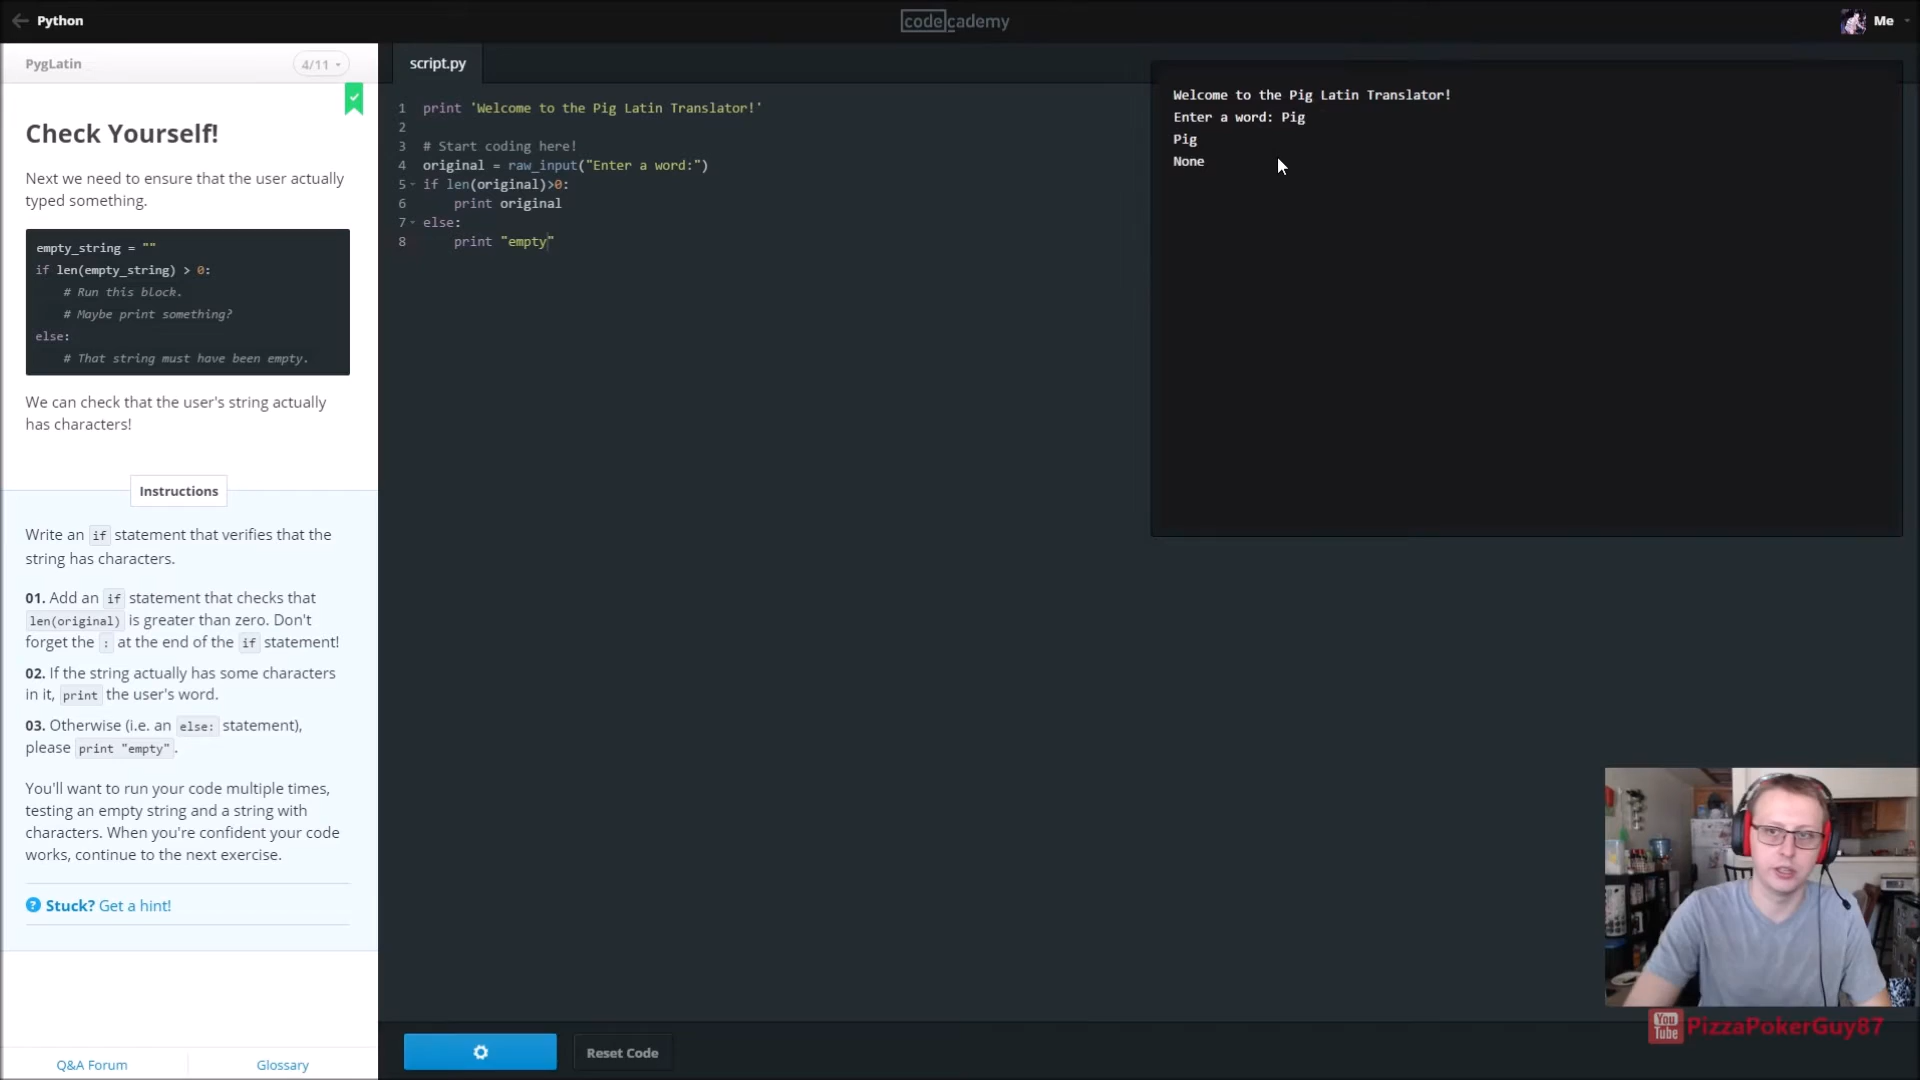 Python
codecademy
Me
PygLatin
4/11
script.py
Check Yourself!
Next we need to ensure that the user actually
typed something.
empty_string = ""
if len(empty_string) > 0:
# Run this block.
# Maybe print something?
else:
# That string must have been empty.
We can check that the user's string actually
has characters!
Instructions
Write an if statement that verifies that the
string has characters.
01. Add an if statement that checks that
len(original) is greater than zero. Don't
forget the : at the end of the if statement!
02. If the string actually has some characters
in it, print the user's word.
03. Otherwise (i.e. an else: statement),
please print "empty".
You'll want to run your code multiple times,
testing an empty string and a string with
characters. When you're confident your code
works, continue to the next exercise.
? Stuck? Get a hint!
Q&A Forum
Glossary
1 print 'Welcome to the Pig Latin Translator!'
2
3 # Start coding here!
4 original = raw_input("Enter a word:")
5 if len(original)>0:
6 print original
7 else:
8 print "empty"
Welcome to the Pig Latin Translator!
Enter a word: Pig
Pig
None
Reset Code
You Tube PizzaPokerGuy87